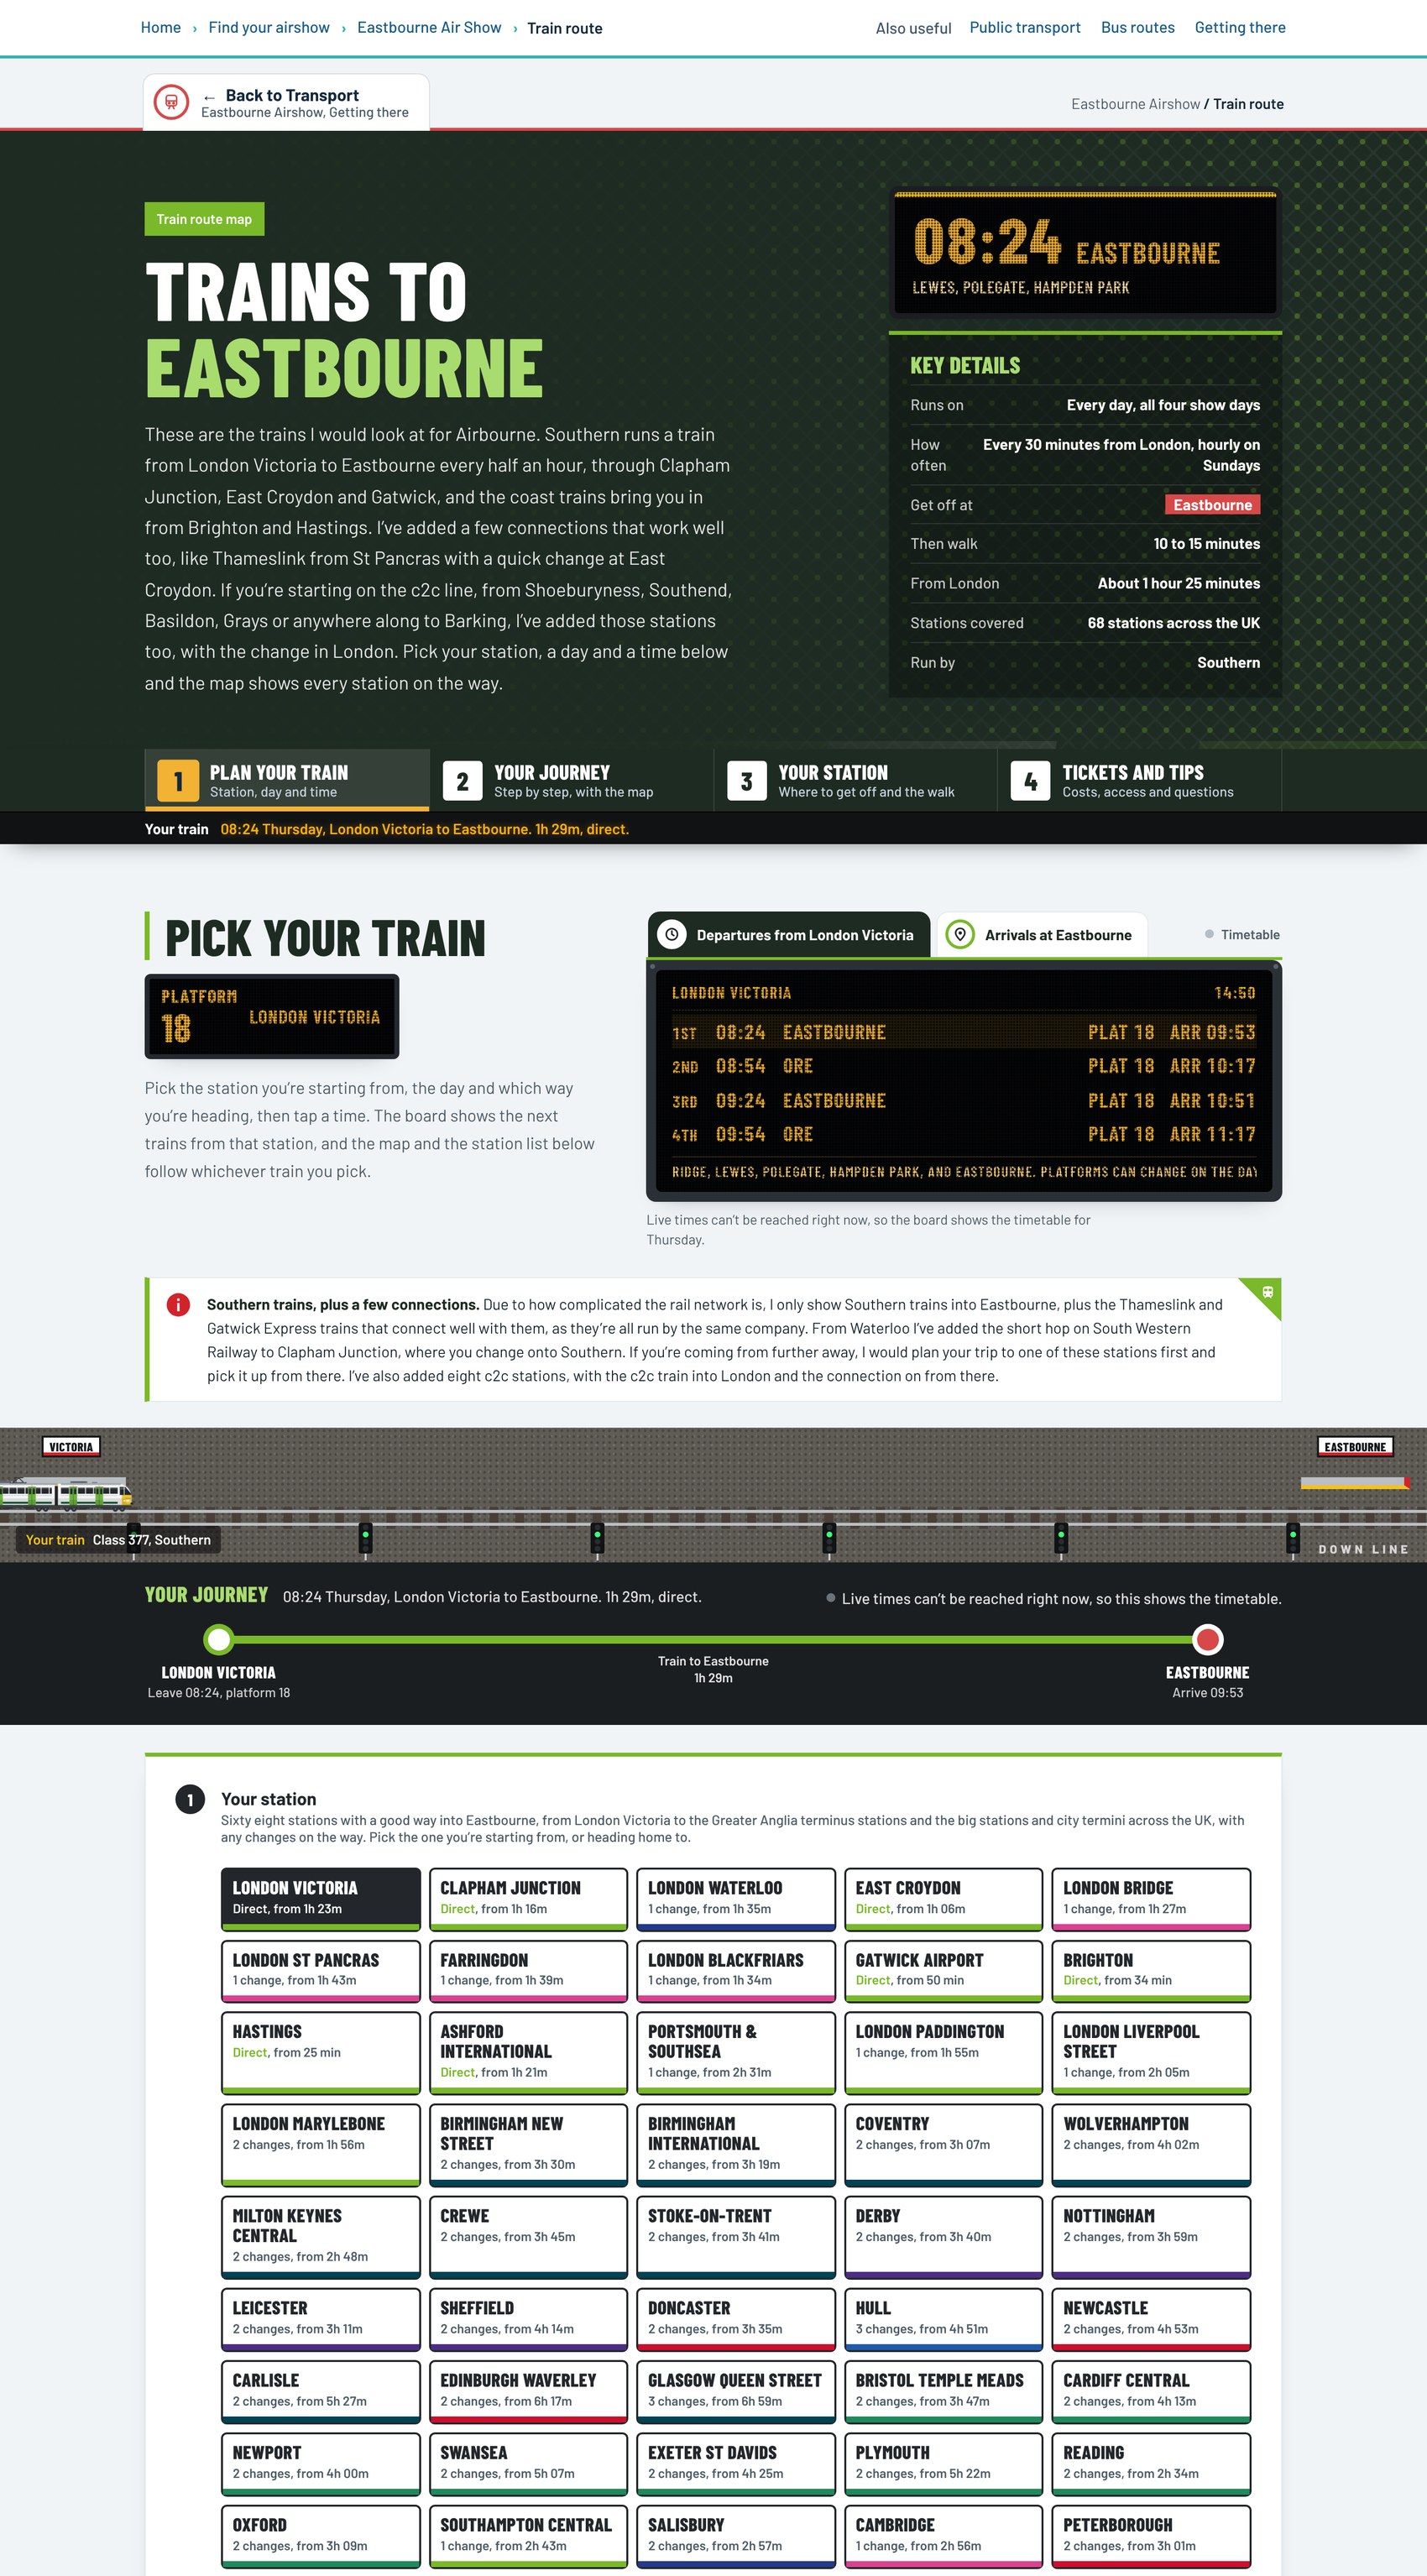 Home › Find your airshow › Eastbourne Air Show › Train route
Also useful Public transport Bus routes Getting there
← Back to Transport
Eastbourne Airshow, Getting there
Eastbourne Airshow / Train route
Train route map
TRAINS TO
EASTBOURNE
These are the trains I would look at for Airbourne. Southern runs a train
from London Victoria to Eastbourne every half an hour, through Clapham
Junction, East Croydon and Gatwick, and the coast trains bring you in
from Brighton and Hastings. I’ve added a few connections that work well
too, like Thameslink from St Pancras with a quick change at East
Croydon. If you’re starting on the c2c line, from Shoeburyness, Southend,
Basildon, Grays or anywhere along to Barking, I’ve added those stations
too, with the change in London. Pick your station, a day and a time below
and the map shows every station on the way.
08:24 EASTBOURNE
LEWES, POLEGATE, HAMPDEN PARK
KEY DETAILS
Runs on Every day, all four show days
How often Every 30 minutes from London, hourly on
Sundays
Get off at Eastbourne
Then walk 10 to 15 minutes
From London About 1 hour 25 minutes
Stations covered 68 stations across the UK
Run by Southern
1 PLAN YOUR TRAIN
Station, day and time
2 YOUR JOURNEY
Step by step, with the map
3 YOUR STATION
Where to get off and the walk
4 TICKETS AND TIPS
Costs, access and questions
Your train 08:24 Thursday, London Victoria to Eastbourne. 1h 29m, direct.
PICK YOUR TRAIN
PLATFORM
18 LONDON VICTORIA
Pick the station you’re starting from, the day and which way
you’re heading, then tap a time. The board shows the next
trains from that station, and the map and the station list below
follow whichever train you pick.
Departures from London Victoria
Arrivals at Eastbourne
Timetable
LONDON VICTORIA 14:50
1ST 08:24 EASTBOURNE PLAT 18 ARR 09:53
2ND 08:54 ORE PLAT 18 ARR 10:17
3RD 09:24 EASTBOURNE PLAT 18 ARR 10:51
4TH 09:54 ORE PLAT 18 ARR 11:17
RIDGE, LEWES, POLEGATE, HAMPDEN PARK, AND EASTBOURNE. PLATFORMS CAN CHANGE ON THE DAY
Live times can’t be reached right now, so the board shows the timetable for
Thursday.
Southern trains, plus a few connections. Due to how complicated the rail network is, I only show Southern trains into Eastbourne, plus the Thameslink and
Gatwick Express trains that connect well with them, as they’re all run by the same company. From Waterloo I’ve added the short hop on South Western
Railway to Clapham Junction, where you change onto Southern. If you’re coming from further away, I would plan your trip to one of these stations first and
pick it up from there. I’ve also added eight c2c stations, with the c2c train into London and the connection on from there.
VICTORIA
EASTBOURNE
Your train Class 377, Southern
DOWN LINE
YOUR JOURNEY 08:24 Thursday, London Victoria to Eastbourne. 1h 29m, direct.
Live times can’t be reached right now, so this shows the timetable.
LONDON VICTORIA
Leave 08:24, platform 18
Train to Eastbourne
1h 29m
EASTBOURNE
Arrive 09:53
1 Your station
Sixty eight stations with a good way into Eastbourne, from London Victoria to the Greater Anglia terminus stations and the big stations and city termini across the UK, with
any changes on the way. Pick the one you’re starting from, or heading home to.
LONDON VICTORIA
Direct, from 1h 23m
CLAPHAM JUNCTION
Direct, from 1h 16m
LONDON WATERLOO
1 change, from 1h 35m
EAST CROYDON
Direct, from 1h 06m
LONDON BRIDGE
1 change, from 1h 27m
LONDON ST PANCRAS
1 change, from 1h 43m
FARRINGDON
1 change, from 1h 39m
LONDON BLACKFRIARS
1 change, from 1h 34m
GATWICK AIRPORT
Direct, from 50 min
BRIGHTON
Direct, from 34 min
HASTINGS
Direct, from 25 min
ASHFORD
INTERNATIONAL
Direct, from 1h 21m
PORTSMOUTH &
SOUTHSEA
1 change, from 2h 31m
LONDON PADDINGTON
1 change, from 1h 55m
LONDON LIVERPOOL
STREET
1 change, from 2h 05m
LONDON MARYLEBONE
2 changes, from 1h 56m
BIRMINGHAM NEW
STREET
2 changes, from 3h 30m
BIRMINGHAM
INTERNATIONAL
2 changes, from 3h 19m
COVENTRY
2 changes, from 3h 07m
WOLVERHAMPTON
2 changes, from 4h 02m
MILTON KEYNES
CENTRAL
2 changes, from 2h 48m
CREWE
2 changes, from 3h 45m
STOKE-ON-TRENT
2 changes, from 3h 41m
DERBY
2 changes, from 3h 40m
NOTTINGHAM
2 changes, from 3h 59m
LEICESTER
2 changes, from 3h 11m
SHEFFIELD
2 changes, from 4h 14m
DONCASTER
2 changes, from 3h 35m
HULL
3 changes, from 4h 51m
NEWCASTLE
2 changes, from 4h 53m
CARLISLE
2 changes, from 5h 27m
EDINBURGH WAVERLEY
2 changes, from 6h 17m
GLASGOW QUEEN STREET
3 changes, from 6h 59m
BRISTOL TEMPLE MEADS
2 changes, from 3h 47m
CARDIFF CENTRAL
2 changes, from 4h 13m
NEWPORT
2 changes, from 4h 00m
SWANSEA
2 changes, from 5h 07m
EXETER ST DAVIDS
2 changes, from 4h 25m
PLYMOUTH
2 changes, from 5h 22m
READING
2 changes, from 2h 34m
OXFORD
2 changes, from 3h 09m
SOUTHAMPTON CENTRAL
1 change, from 2h 43m
SALISBURY
2 changes, from 2h 57m
CAMBRIDGE
1 change, from 2h 56m
PETERBOROUGH
2 changes, from 3h 01m